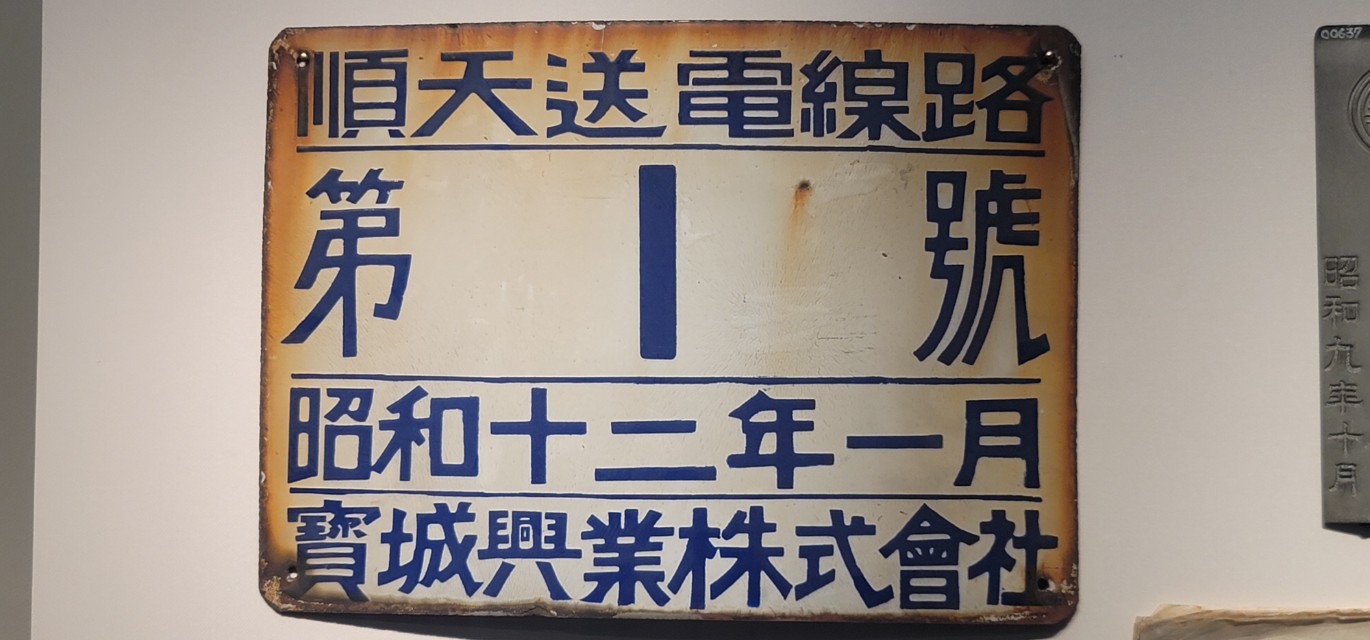 順天送電線路
第1號
昭和十二年一月
寶城興業株式會社
00637
昭和九年十月